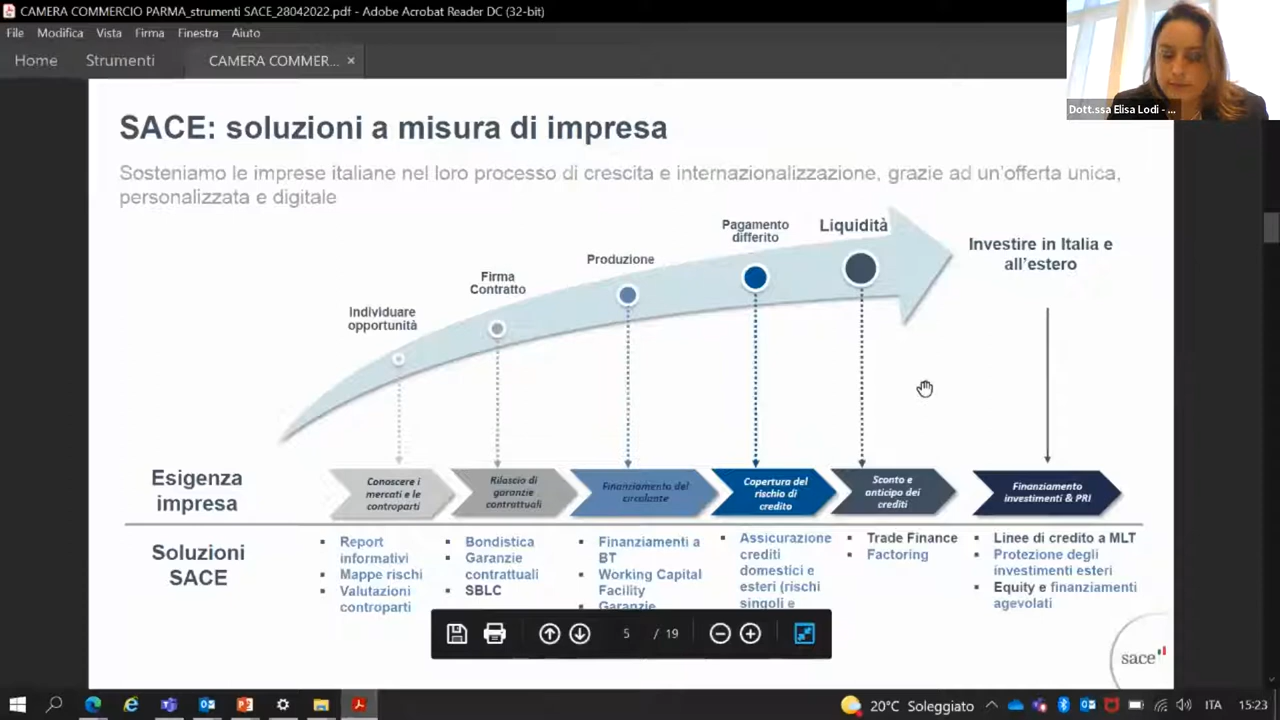 CAMERA COMMERCIO PARMA_strumenti SACE_28042022.pdf - Adobe Acrobat Reader DC (32-bit)
File Modifica Vista Firma Finestra Aiuto
Home Strumenti CAMERA COMMER... ×
Dott.ssa Elisa Lodi - ...
SACE: soluzioni a misura di impresa
Sosteniamo le imprese italiane nel loro processo di crescita e internazionalizzazione, grazie ad un'offerta unica,
personalizzata e digitale
Individuare
opportunità
Firma
Contratto
Produzione
Pagamento
differito
Liquidità
Investire in Italia e
all'estero
Esigenza
impresa
Conoscere i
mercati e le
controparti
Rilascio di
garanzie
contrattuali
Finanziamento del
circolante
Copertura del
rischio di
credito
Sconto e
anticipo dei
crediti
Finanziamento
investimenti & PRI
Soluzioni
SACE
▪ Report
informativi
▪ Mappe rischi
▪ Valutazioni
controparti
▪ Bondistica
▪ Garanzie
contrattuali
▪ SBLC
▪ Finanziamenti a
BT
▪ Working Capital
Facility
▪ Garanzie
▪ Assicurazione
crediti
domestici e
esteri (rischi
singoli e
▪ Trade Finance
▪ Factoring
▪ Linee di credito a MLT
▪ Protezione degli
investimenti esteri
▪ Equity e finanziamenti
agevolati
5 / 19
sace
20°C Soleggiato
ITA
15:23